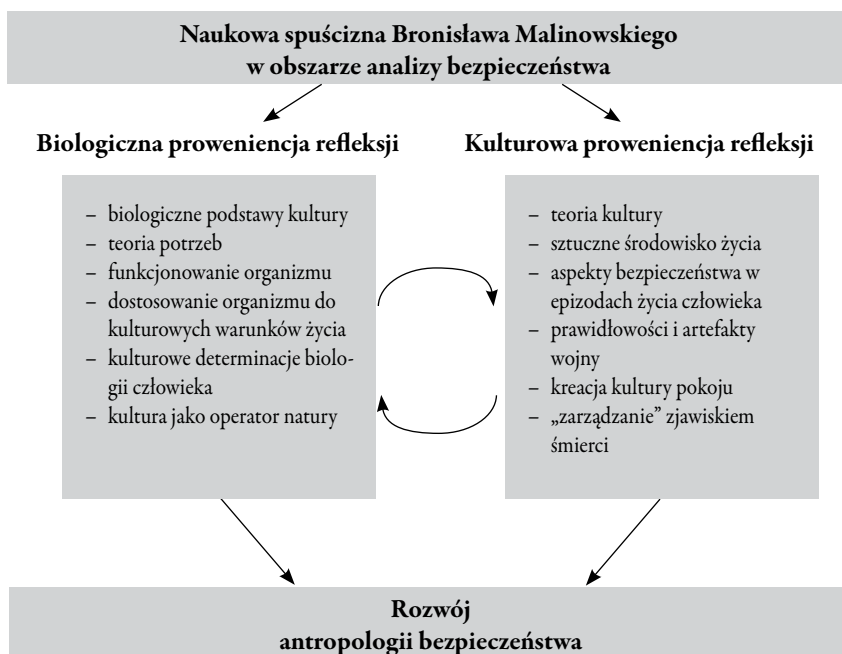 Naukowa spuścizna Bronisława Malinowskiego
w obszarze analizy bezpieczeństwa
Biologiczna proweniencja refleksji
– biologiczne podstawy kultury
– teoria potrzeb
– funkcjonowanie organizmu
– dostosowanie organizmu do
kulturowych warunków życia
– kulturowe determinacje biolo-
gii człowieka
– kultura jako operator natury
Kulturowa proweniencja refleksji
– teoria kultury
– sztuczne środowisko życia
– aspekty bezpieczeństwa w
epizodach życia człowieka
– prawidłowości i artefakty
wojny
– kreacja kultury pokoju
– „zarządzanie” zjawiskiem
śmierci
Rozwój
antropologii bezpieczeństwa